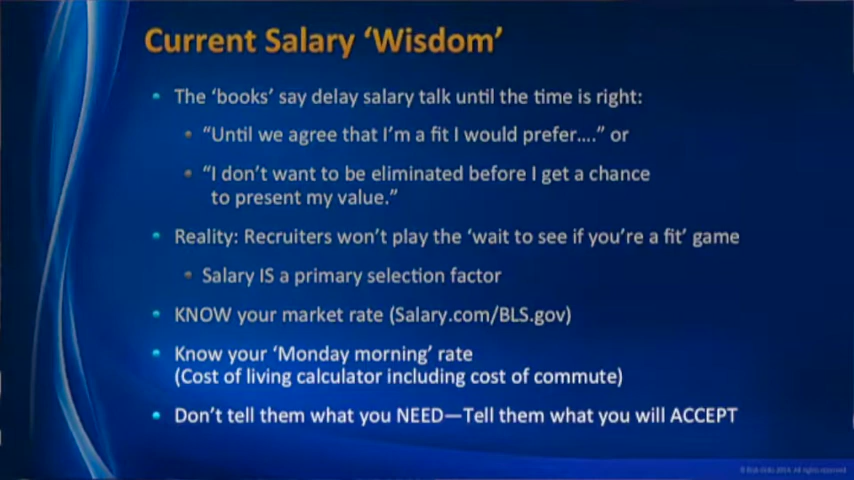 Current Salary ‘Wisdom’
The ‘books’ say delay salary talk until the time is right:
“Until we agree that I’m a fit I would prefer….” or
“I don’t want to be eliminated before I get a chance
to present my value.”
Reality: Recruiters won’t play the ‘wait to see if you’re a fit’ game
Salary IS a primary selection factor
KNOW your market rate (Salary.com/BLS.gov)
Know your ‘Monday morning’ rate
(Cost of living calculator including cost of commute)
Don’t tell them what you NEED—Tell them what you will ACCEPT
2014. All rights reserved